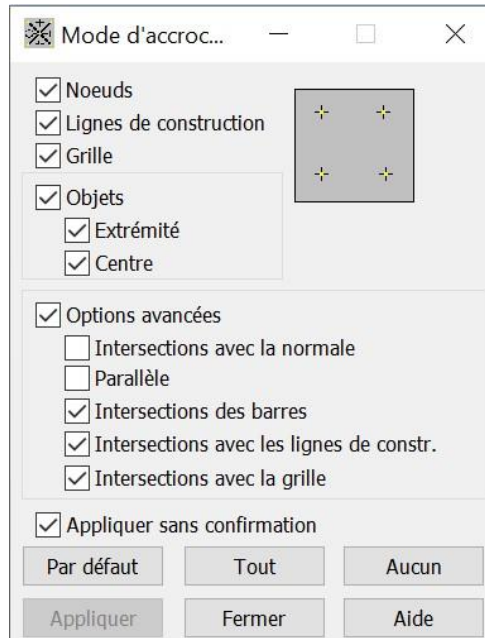 Mode d'accroc...
Noeuds
Lignes de construction
Grille
Objets
Extrémité
Centre
Options avancées
Intersections avec la normale
Parallèle
Intersections des barres
Intersections avec les lignes de constr.
Intersections avec la grille
Appliquer sans confirmation
Par défaut Tout Aucun
Appliquer Fermer Aide